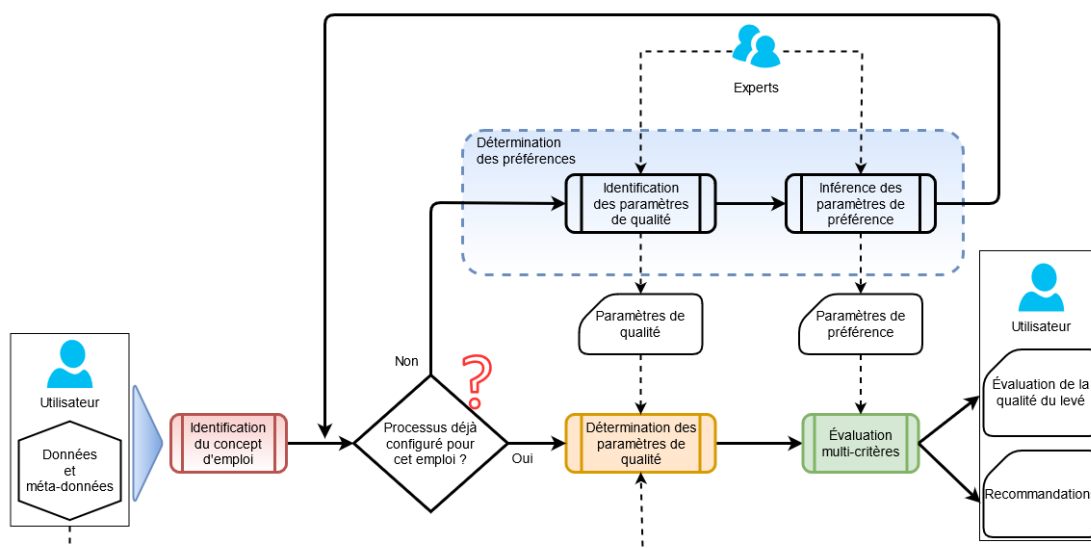 Experts
Détermination
des préférences
Identification
des paramètres
de qualité
Inférence des
paramètres de
préférence
Paramètres de
qualité
Paramètres de
préférence
Utilisateur
Données
et
méta-données
Identification
du concept
d'emploi
Non
?
Processus déjà
configuré pour
cet emploi ?
Oui
Détermination des
paramètres de
qualité
Évaluation
multi-critères
Utilisateur
Évaluation de la
qualité du levé
Recommandations